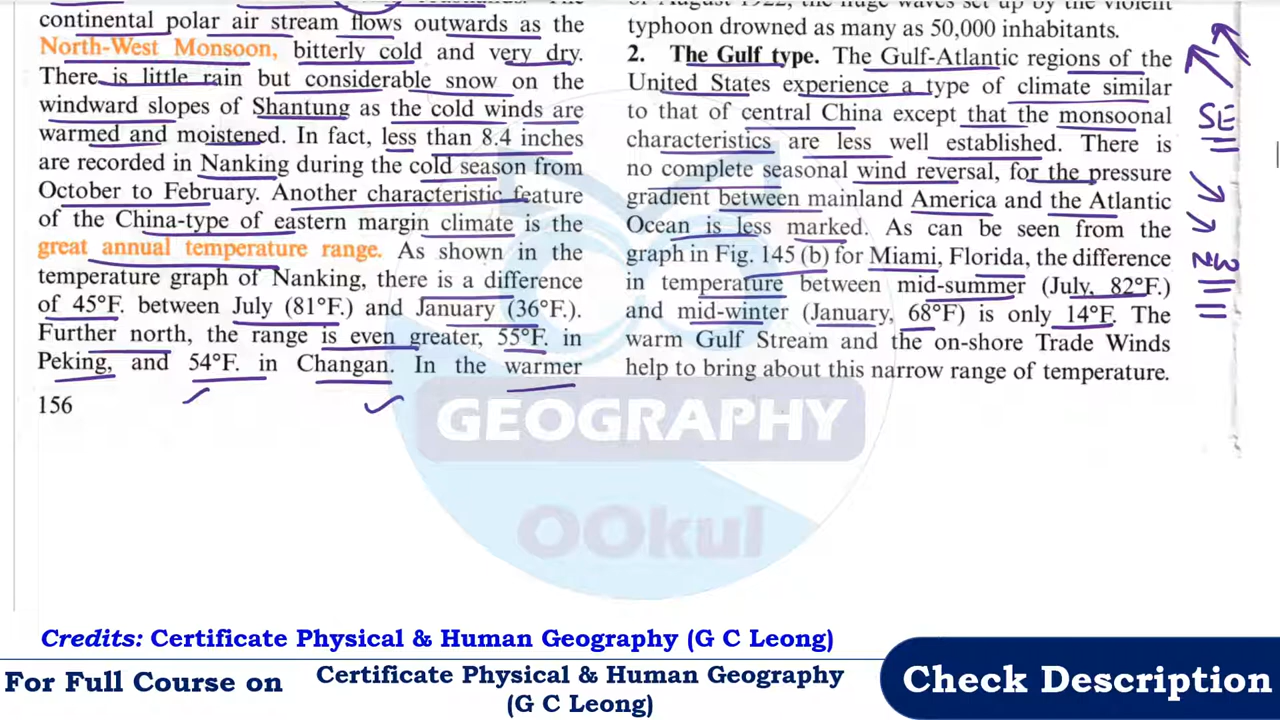 continental polar air stream flows outwards as the
North-West Monsoon, bitterly cold and very dry.
There is little rain but considerable snow on the
windward slopes of Shantung as the cold winds are
warmed and moistened. In fact, less than 8.4 inches
are recorded in Nanking during the cold season from
October to February. Another characteristic feature
of the China-type of eastern margin climate is the
great annual temperature range. As shown in the
temperature graph of Nanking, there is a difference
of 45°F. between July (81°F.) and January (36°F.).
Further north, the range is even greater, 55°F. in
Peking, and 54°F. in Changan. In the warmer
156
of August 1922, the huge waves set up by the violent
typhoon drowned as many as 50,000 inhabitants.
2. The Gulf type. The Gulf-Atlantic regions of the
United States experience a type of climate similar
to that of central China except that the monsoonal
characteristics are less well established. There is
no complete seasonal wind reversal, for the pressure
gradient between mainland America and the Atlantic
Ocean is less marked. As can be seen from the
graph in Fig. 145 (b) for Miami, Florida, the difference
in temperature between mid-summer (July, 82°F.)
and mid-winter (January, 68°F) is only 14°F. The
warm Gulf Stream and the on-shore Trade Winds
help to bring about this narrow range of temperature.
SE
GEOGRAPHY
OOkul
Credits: Certificate Physical & Human Geography (G C Leong)
For Full Course on
Certificate Physical & Human Geography
(G C Leong)
Check Description